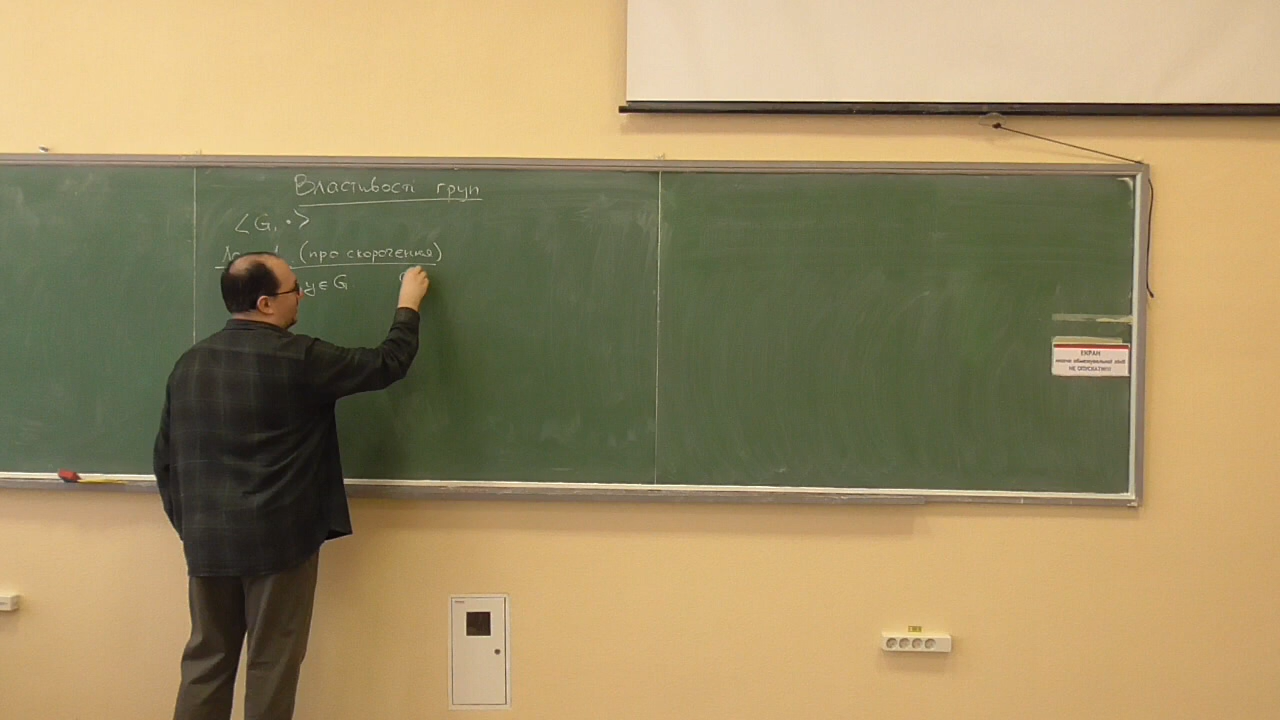 Властивості груп
⟨G, ·⟩
(про скорочення)
y ∈ G
ЕКРАН
НЕ ОПУСКАТИ!!!